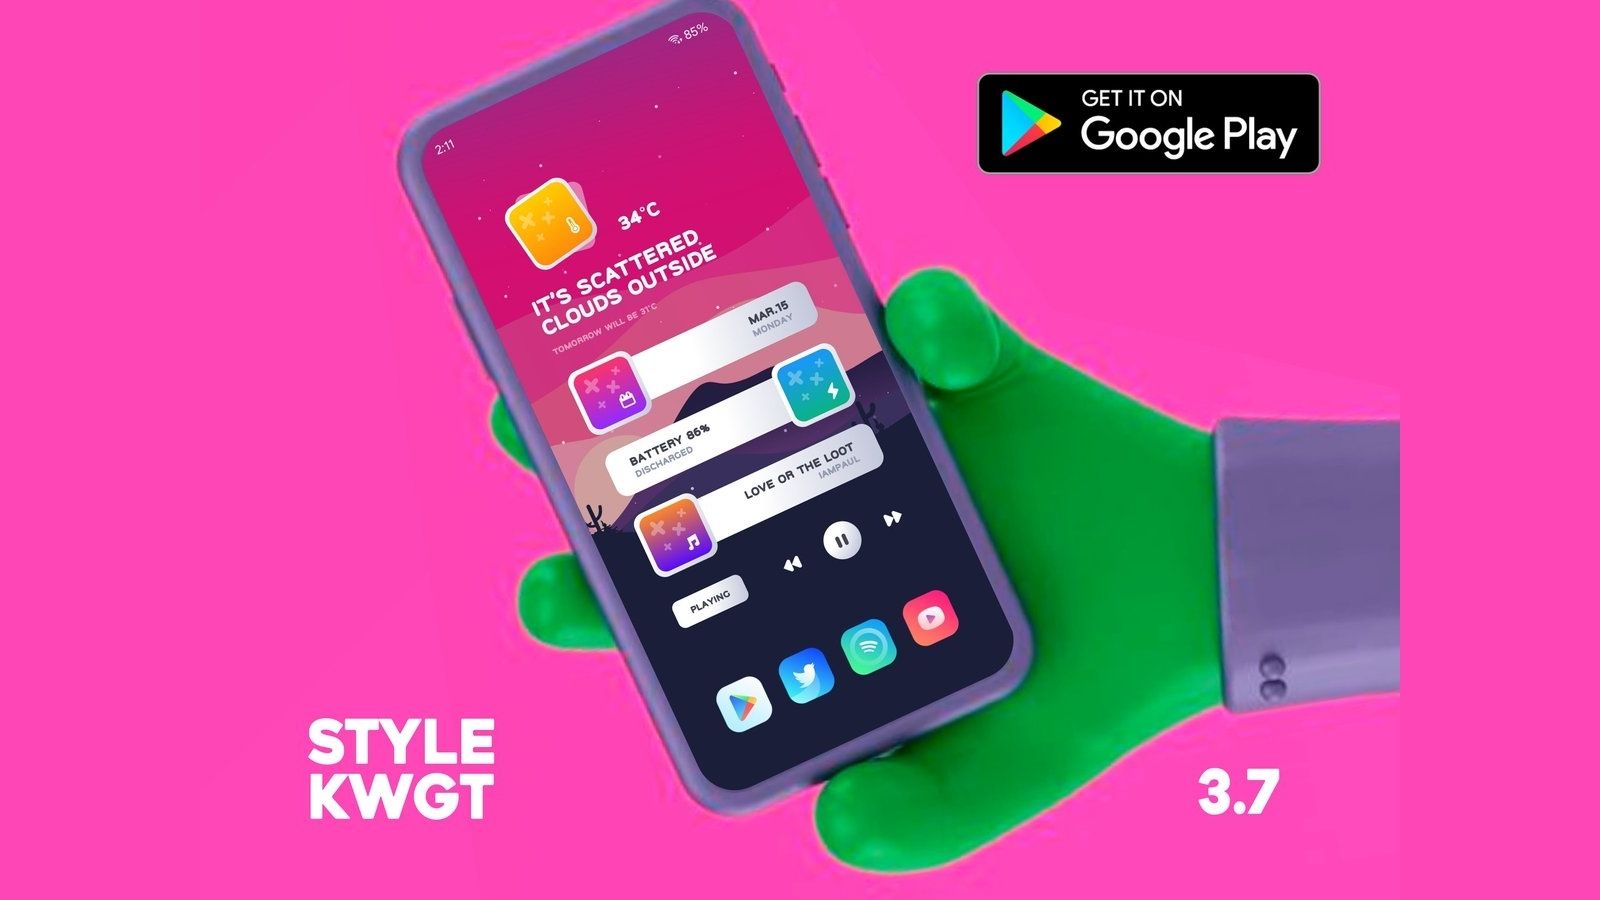 85%
2:11
34°C
IT'S SCATTERED
CLOUDS OUTSIDE
TOMORROW WILL BE 31°C
MAR.15
MONDAY
BATTERY 86%
DISCHARGED
LOVE OR THE LOOT
IAMPAUL
PLAYING
GET IT ON
Google Play
STYLE
KWGT
3.7